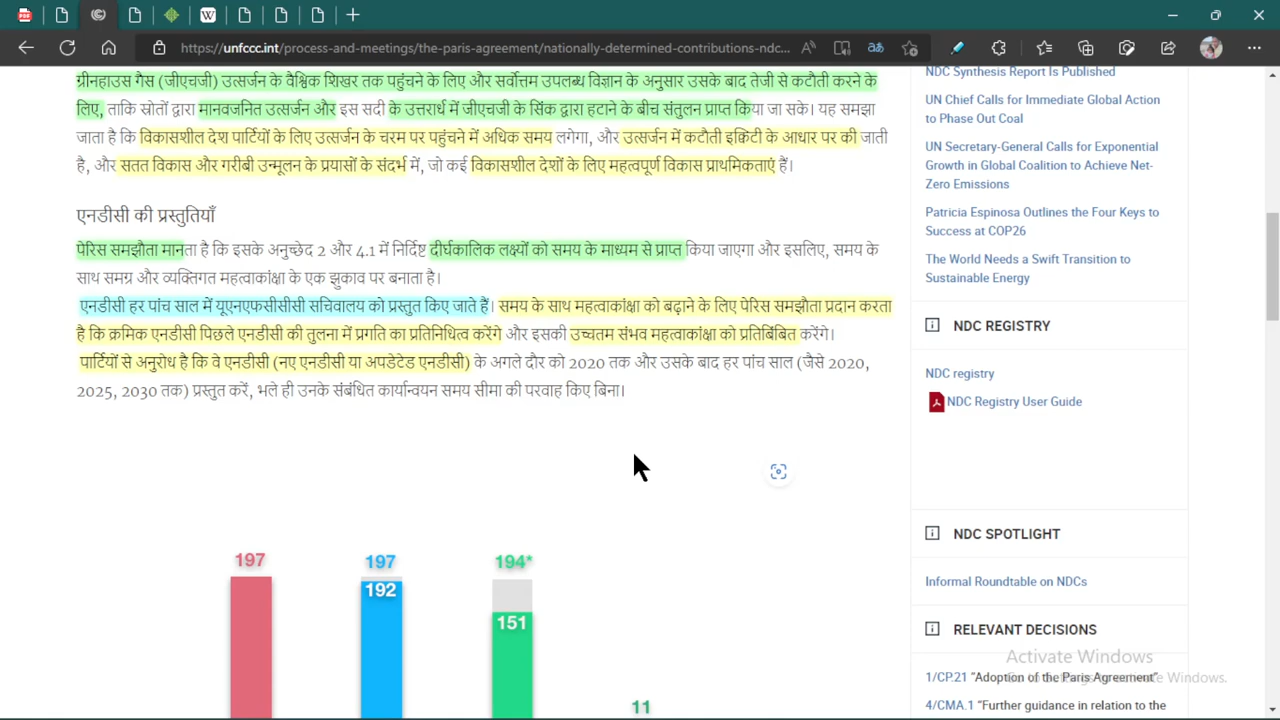 https://unfccc.int/process-and-meetings/the-paris-agreement/nationally-determined-contributions-ndc...
ग्रीनहाउस गैस (जीएचजी) उत्सर्जन के वैश्विक शिखर तक पहुंचने के लिए और सर्वोत्तम उपलब्ध विज्ञान के अनुसार उसके बाद तेजी से कटौती करने के
लिए, ताकि स्रोतों द्वारा मानवजनित उत्सर्जन और इस सदी के उत्तरार्ध में जीएचजी के सिंक द्वारा हटाने के बीच संतुलन प्राप्त किया जा सके। यह समझा
जाता है कि विकासशील देश पार्टियों के लिए उत्सर्जन के चरम पर पहुंचने में अधिक समय लगेगा, और उत्सर्जन में कटौती इक्विटी के आधार पर की जाती
है, और सतत विकास और गरीबी उन्मूलन के प्रयासों के संदर्भ में, जो कई विकासशील देशों के लिए महत्वपूर्ण विकास प्राथमिकताएं हैं।
एनडीसी की प्रस्तुतियाँ
पेरिस समझौता मानता है कि इसके अनुच्छेद 2 और 4.1 में निर्दिष्ट दीर्घकालिक लक्ष्यों को समय के माध्यम से प्राप्त किया जाएगा और इसलिए, समय के
साथ समग्र और व्यक्तिगत महत्वाकांक्षा के एक झुकाव पर बनाता है।
एनडीसी हर पांच साल में यूएनएफसीसीसी सचिवालय को प्रस्तुत किए जाते हैं। समय के साथ महत्वाकांक्षा को बढ़ाने के लिए पेरिस समझौता प्रदान करता
है कि क्रमिक एनडीसी पिछले एनडीसी की तुलना में प्रगति का प्रतिनिधित्व करेंगे और इसकी उच्चतम संभव महत्वाकांक्षा को प्रतिबिंबित करेंगे।
पार्टियों से अनुरोध है कि वे एनडीसी (नए एनडीसी या अपडेटेड एनडीसी) के अगले दौर को 2020 तक और उसके बाद हर पांच साल (जैसे 2020,
2025, 2030 तक) प्रस्तुत करें, भले ही उनके संबंधित कार्यान्वयन समय सीमा की परवाह किए बिना।
197
197
194*
192
151
11
NDC Synthesis Report Is Published
UN Chief Calls for Immediate Global Action
to Phase Out Coal
UN Secretary-General Calls for Exponential
Growth in Global Coalition to Achieve Net-
Zero Emissions
Patricia Espinosa Outlines the Four Keys to
Success at COP26
The World Needs a Swift Transition to
Sustainable Energy
NDC REGISTRY
NDC registry
NDC Registry User Guide
NDC SPOTLIGHT
Informal Roundtable on NDCs
RELEVANT DECISIONS
Activate Windows
1/CP.21 "Adoption of the Paris Agreement"
4/CMA.1 "Further guidance in relation to the